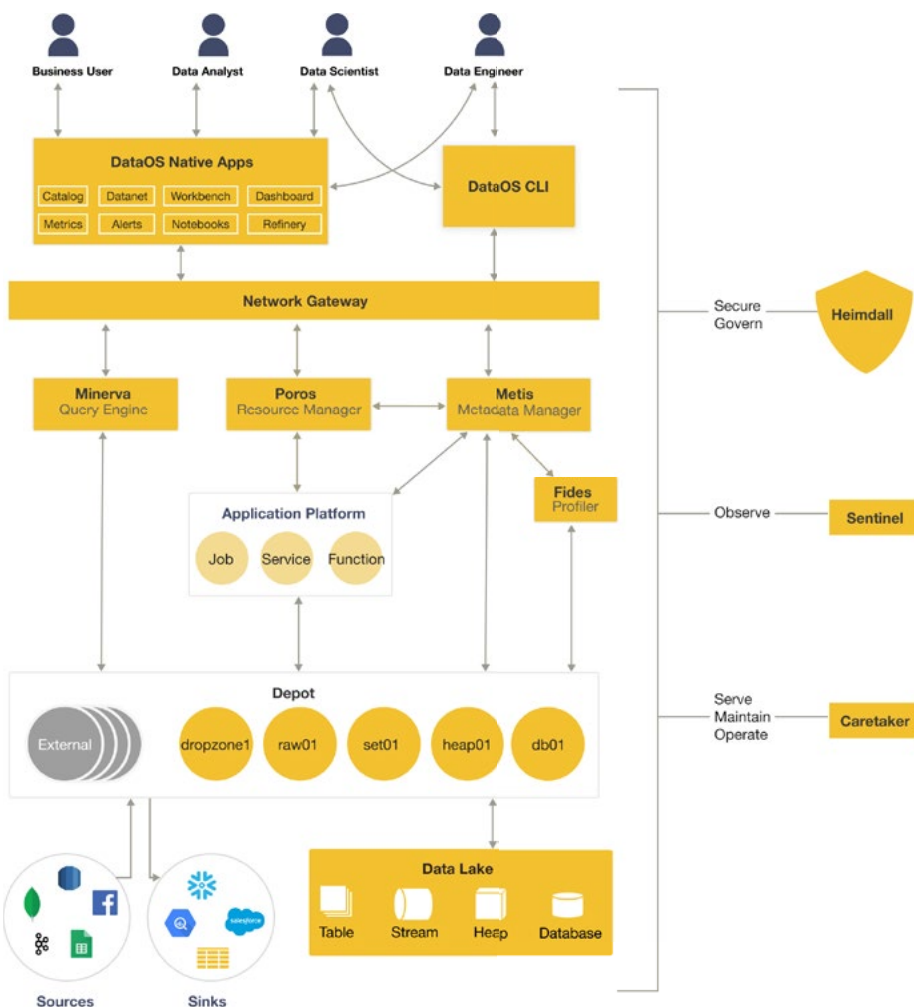 Business User
Data Analyst
Data Scientist
Data Engineer
DataOS Native Apps
Catalog
Datanet
Workbench
Dashboard
Metrics
Alerts
Notebooks
Refinery
DataOS CLI
Network Gateway
Secure
Govern
Heimdall
Minerva
Query Engine
Poros
Resource Manager
Metis
Metadata Manager
Fides
Profiler
Application Platform
Job
Service
Function
Observe
Sentinel
Depot
External
dropzone1
raw01
set01
heap01
db01
Serve
Maintain
Operate
Caretaker
salesforce
Data Lake
Table
Stream
Heap
Database
Sources
Sinks